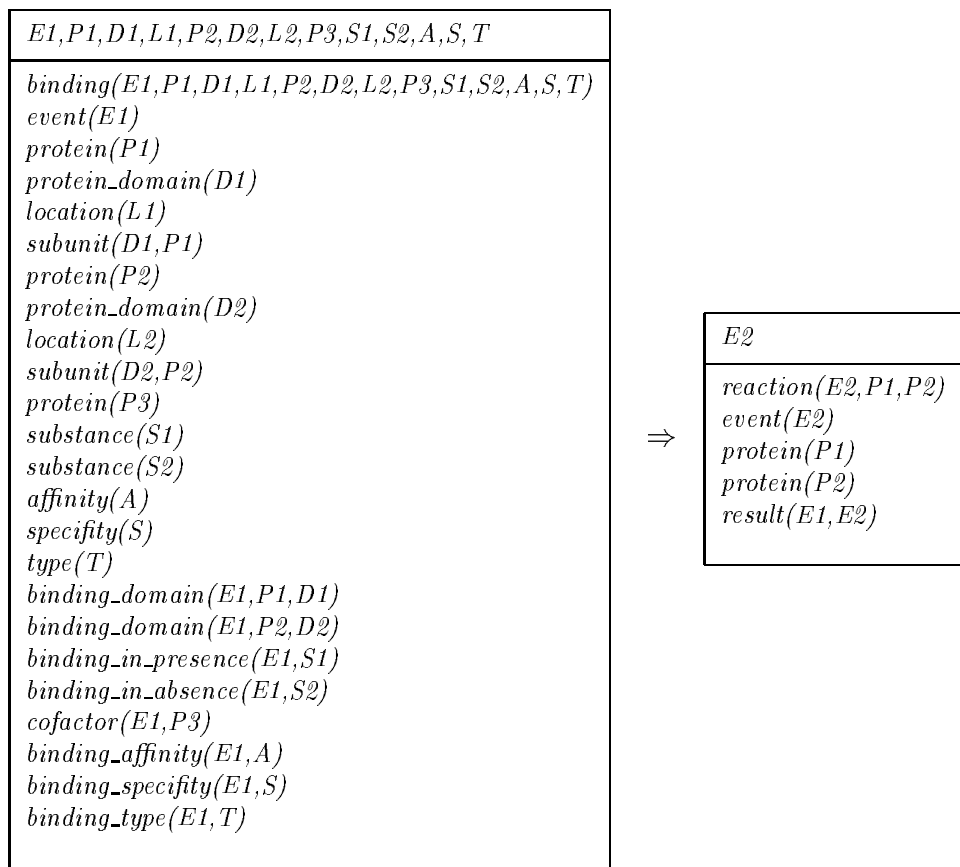 E1,P1,D1,L1,P2,D2,L2,P3,S1,S2,A,S,T
binding(E1,P1,D1,L1,P2,D2,L2,P3,S1,S2,A,S,T)
event(E1)
protein(P1)
protein_domain(D1)
location(L1)
subunit(D1,P1)
protein(P2)
protein_domain(D2)
location(L2)
subunit(D2,P2)
protein(P3)
substance(S1)
substance(S2)
affinity(A)
specifity(S)
type(T)
binding_domain(E1,P1,D1)
binding_domain(E1,P2,D2)
binding_in_presence(E1,S1)
binding_in_absence(E1,S2)
cofactor(E1,P3)
binding_affinity(E1,A)
binding_specifity(E1,S)
binding_type(E1,T)
⇒
E2
reaction(E2,P1,P2)
event(E2)
protein(P1)
protein(P2)
result(E1,E2)